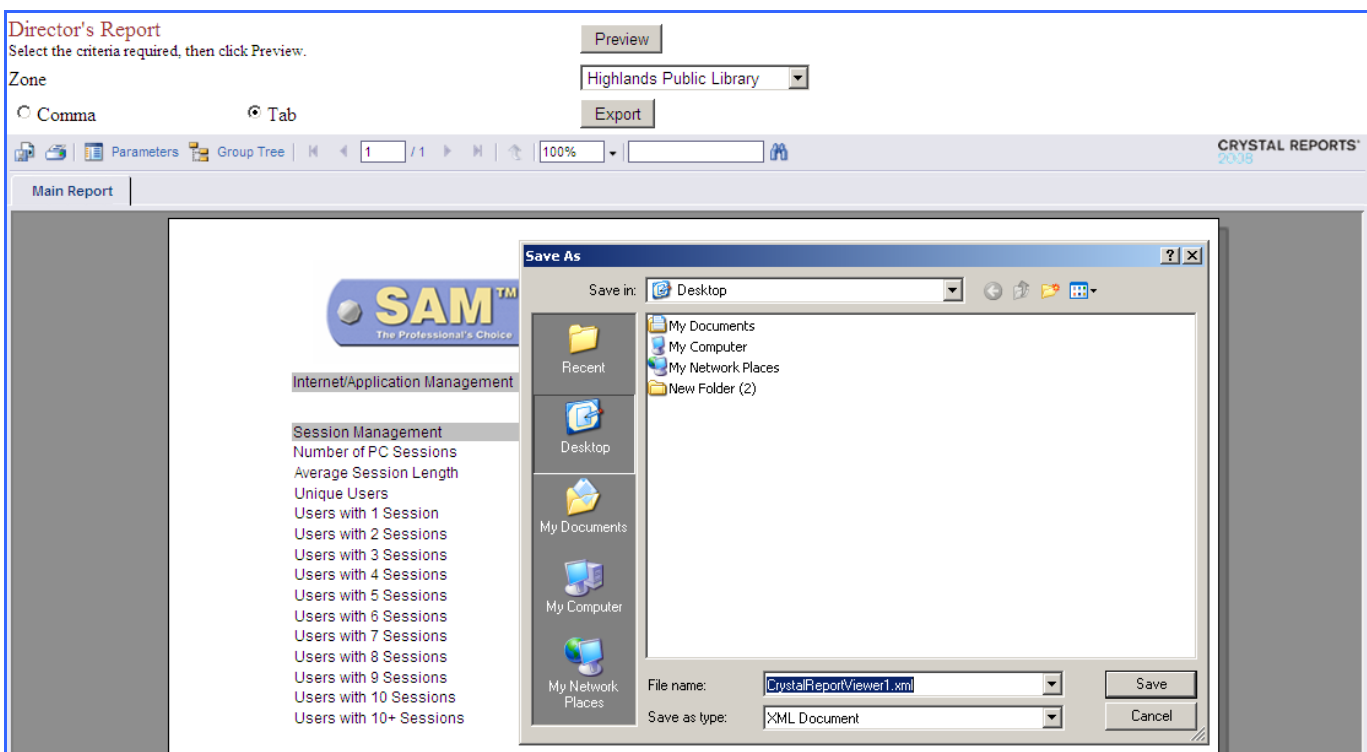 Director's Report
Select the criteria required, then click Preview.
Preview
Zone
Highlands Public Library
Comma
Tab
Export
Parameters
Group Tree
1
/1
100%
CRYSTAL REPORTS®
2008
Main Report
SAM™
The Professional's Choice
Internet/Application Management
Session Management
Number of PC Sessions
Average Session Length
Unique Users
Users with 1 Session
Users with 2 Sessions
Users with 3 Sessions
Users with 4 Sessions
Users with 5 Sessions
Users with 6 Sessions
Users with 7 Sessions
Users with 8 Sessions
Users with 9 Sessions
Users with 10 Sessions
Users with 10+ Sessions
Save As
Save in:
Desktop
Recent
Desktop
My Documents
My Computer
My Network
Places
My Documents
My Computer
My Network Places
New Folder (2)
File name:
CrystalReportViewer1.xml
Save
Save as type:
XML Document
Cancel